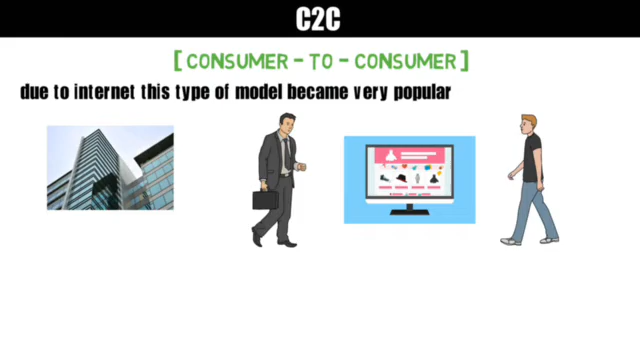 C2C
[CONSUMER-TO-CONSUMER]
due to internet this type of model became very popular